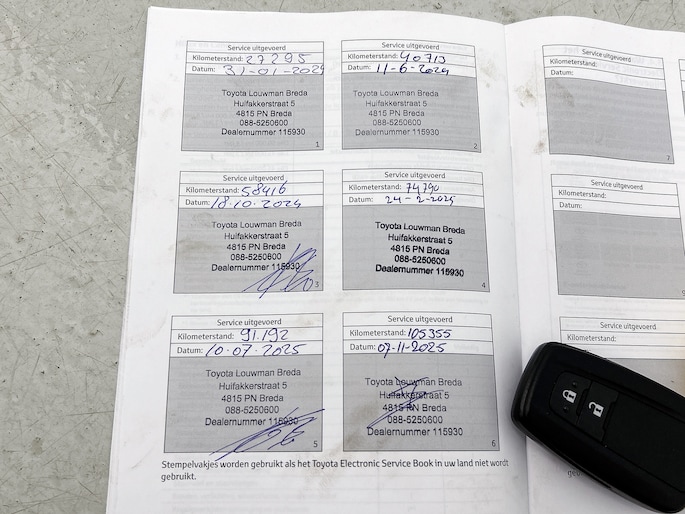 Service uitgevoerd
Kilometerstand: 27295
Datum: 31-01-2024
Toyota Louwman Breda
Huifakkerstraat 5
4815 PN Breda
088-5250600
Dealernummer 115930
1
Service uitgevoerd
Kilometerstand: 40713
Datum: 11-6-2024
Toyota Louwman Breda
Huifakkerstraat 5
4815 PN Breda
088-5250600
Dealernummer 115930
2
Service uitgevoerd
Kilometerstand: 58416
Datum: 18.10.2024
Toyota Louwman Breda
Huifakkerstraat 5
4815 PN Breda
088-5250600
Dealernummer 115930
3
Service uitgevoerd
Kilometerstand: 74790
Datum: 24-2-2025
Toyota Louwman Breda
Huifakkerstraat 5
4815 PN Breda
088-5250600
Dealernummer 115930
4
Service uitgevoerd
Kilometerstand: 91.192
Datum: 10.07.2025
Toyota Louwman Breda
Huifakkerstraat 5
4815 PN Breda
088-5250600
Dealernummer 115930
5
Service uitgevoerd
Kilometerstand: 105355
Datum: 07-11-2025
Toyota Louwman Breda
Huifakkerstraat 5
4815 PN Breda
088-5250600
Dealernummer 115930
6
Stempelvakjes worden gebruikt als het Toyota Electronic Service Book in uw land niet wordt
gebruikt.
Service uitgevoerd
Kilometerstand:
Datum:
7
Service uitgevoerd
Kilometerstand:
Datum:
9
Service uitgevoerd
Kilometerstand: